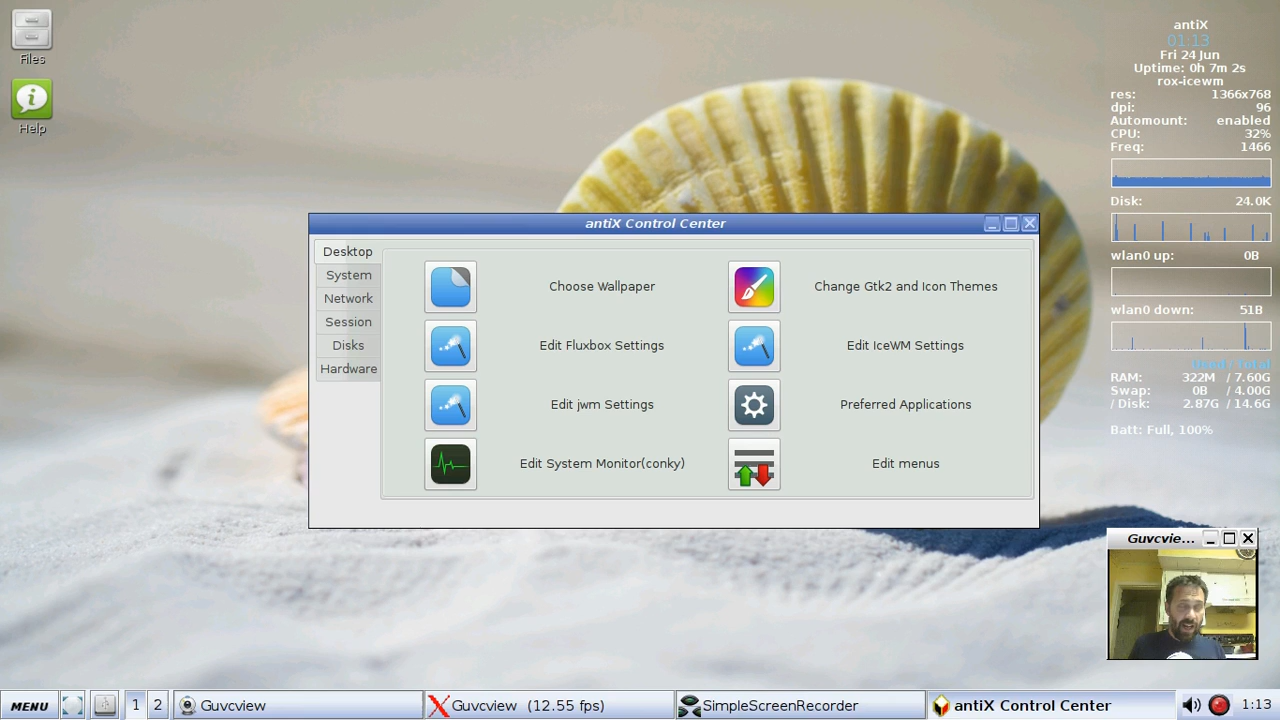 Files
Help
antiX
01:13
Fri 24 Jun
Uptime: 0h 7m 2s
rox-icewm
res: 1366x768
dpi: 96
Automount: enabled
CPU: 32%
Freq: 1466
Disk: 24.0K
wlan0 up: 0B
wlan0 down: 51B
Used / Total
RAM: 322M / 7.60G
Swap: 0B / 4.00G
/ Disk: 2.87G / 14.6G
Batt: Full, 100%
antiX Control Center
Desktop
System
Network
Session
Disks
Hardware
Choose Wallpaper
Change Gtk2 and Icon Themes
Edit Fluxbox Settings
Edit IceWM Settings
Edit jwm Settings
Preferred Applications
Edit System Monitor(conky)
Edit menus
Guvcvie...
MENU 1 2 Guvcview Guvcview (12.55 fps) SimpleScreenRecorder antiX Control Center 1:13